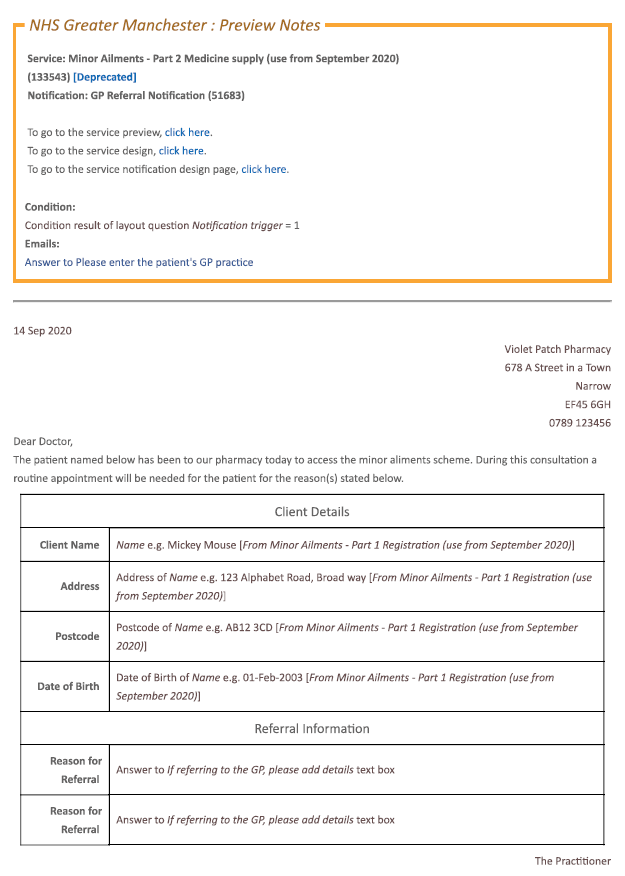 NHS Greater Manchester : Preview Notes
Service: Minor Ailments - Part 2 Medicine supply (use from September 2020)
(133543) [Deprecated]
Notification: GP Referral Notification (51683)
To go to the service preview, click here.
To go to the service design, click here.
To go to the service notification design page, click here.
Condition:
Condition result of layout question Notification trigger = 1
Emails:
Answer to Please enter the patient's GP practice
14 Sep 2020
Violet Patch Pharmacy
678 A Street in a Town
Narrow
EF45 6GH
0789 123456
Dear Doctor,
The patient named below has been to our pharmacy today to access the minor aliments scheme. During this consultation a
routine appointment will be needed for the patient for the reason(s) stated below.
Client Details
Client Name Name e.g. Mickey Mouse [From Minor Ailments - Part 1 Registration (use from September 2020)]
Address Address of Name e.g. 123 Alphabet Road, Broad way [From Minor Ailments - Part 1 Registration (use
from September 2020)]
Postcode Postcode of Name e.g. AB12 3CD [From Minor Ailments - Part 1 Registration (use from September
2020)]
Date of Birth Date of Birth of Name e.g. 01-Feb-2003 [From Minor Ailments - Part 1 Registration (use from
September 2020)]
Referral Information
Reason for
Referral
Answer to If referring to the GP, please add details text box
Reason for
Referral
Answer to If referring to the GP, please add details text box
The Practitioner